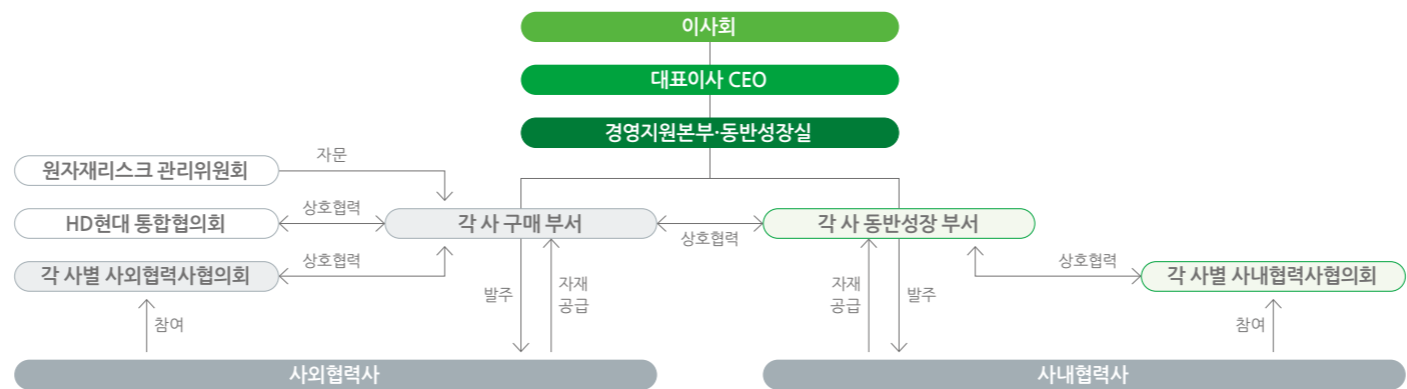 이사회
대표이사 CEO
경영지원본부·동반성장실
원자재리스크 관리위원회
자문
HD현대 통합협의회
상호협력
각 사 구매 부서
상호협력
각 사 동반성장 부서
각 사별 사외협력사협의회
상호협력
상호협력
각 사별 사내협력사협의회
발주
자재
공급
자재
공급
발주
참여
참여
사외협력사
사내협력사